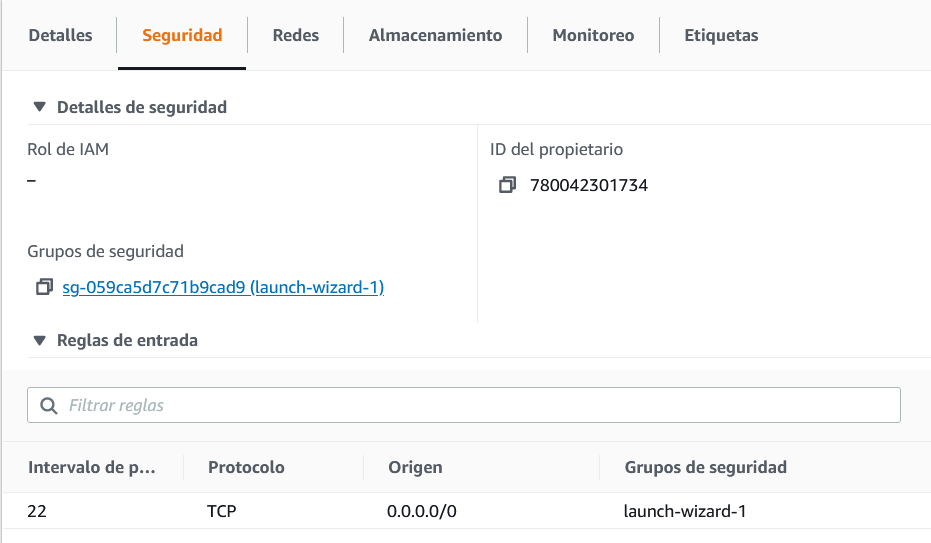 Detalles
Seguridad
Redes
Almacenamiento
Monitoreo
Etiquetas
Detalles de seguridad
Rol de IAM
–
ID del propietario
780042301734
Grupos de seguridad
sg-059ca5d7c71b9cad9 (launch-wizard-1)
Reglas de entrada
Filtrar reglas
Intervalo de p... Protocolo Origen Grupos de seguridad
22 TCP 0.0.0.0/0 launch-wizard-1